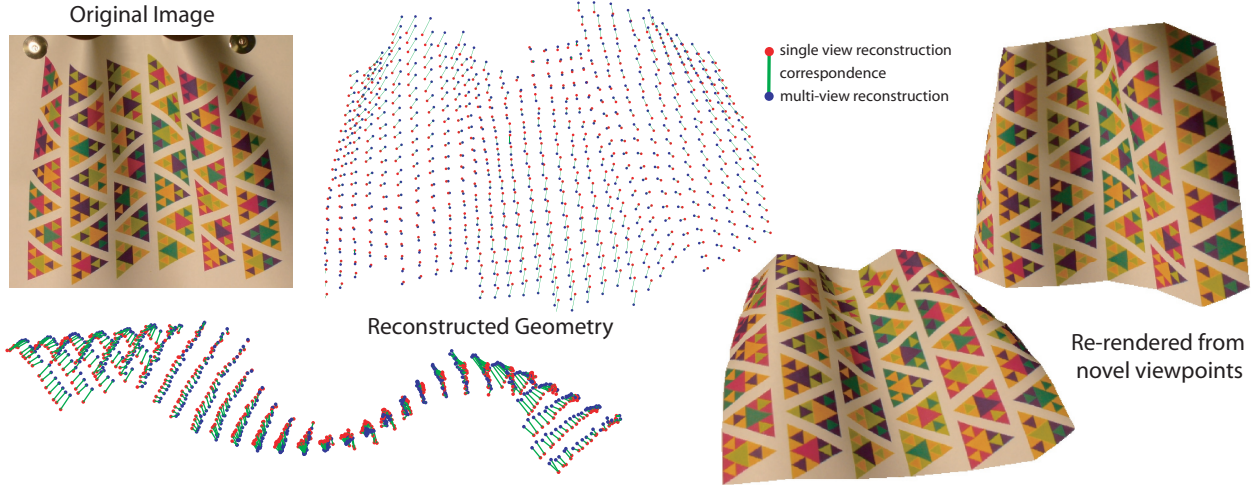 Original Image
single view reconstruction
correspondence
multi-view reconstruction
Reconstructed Geometry
Re-rendered from
novel viewpoints